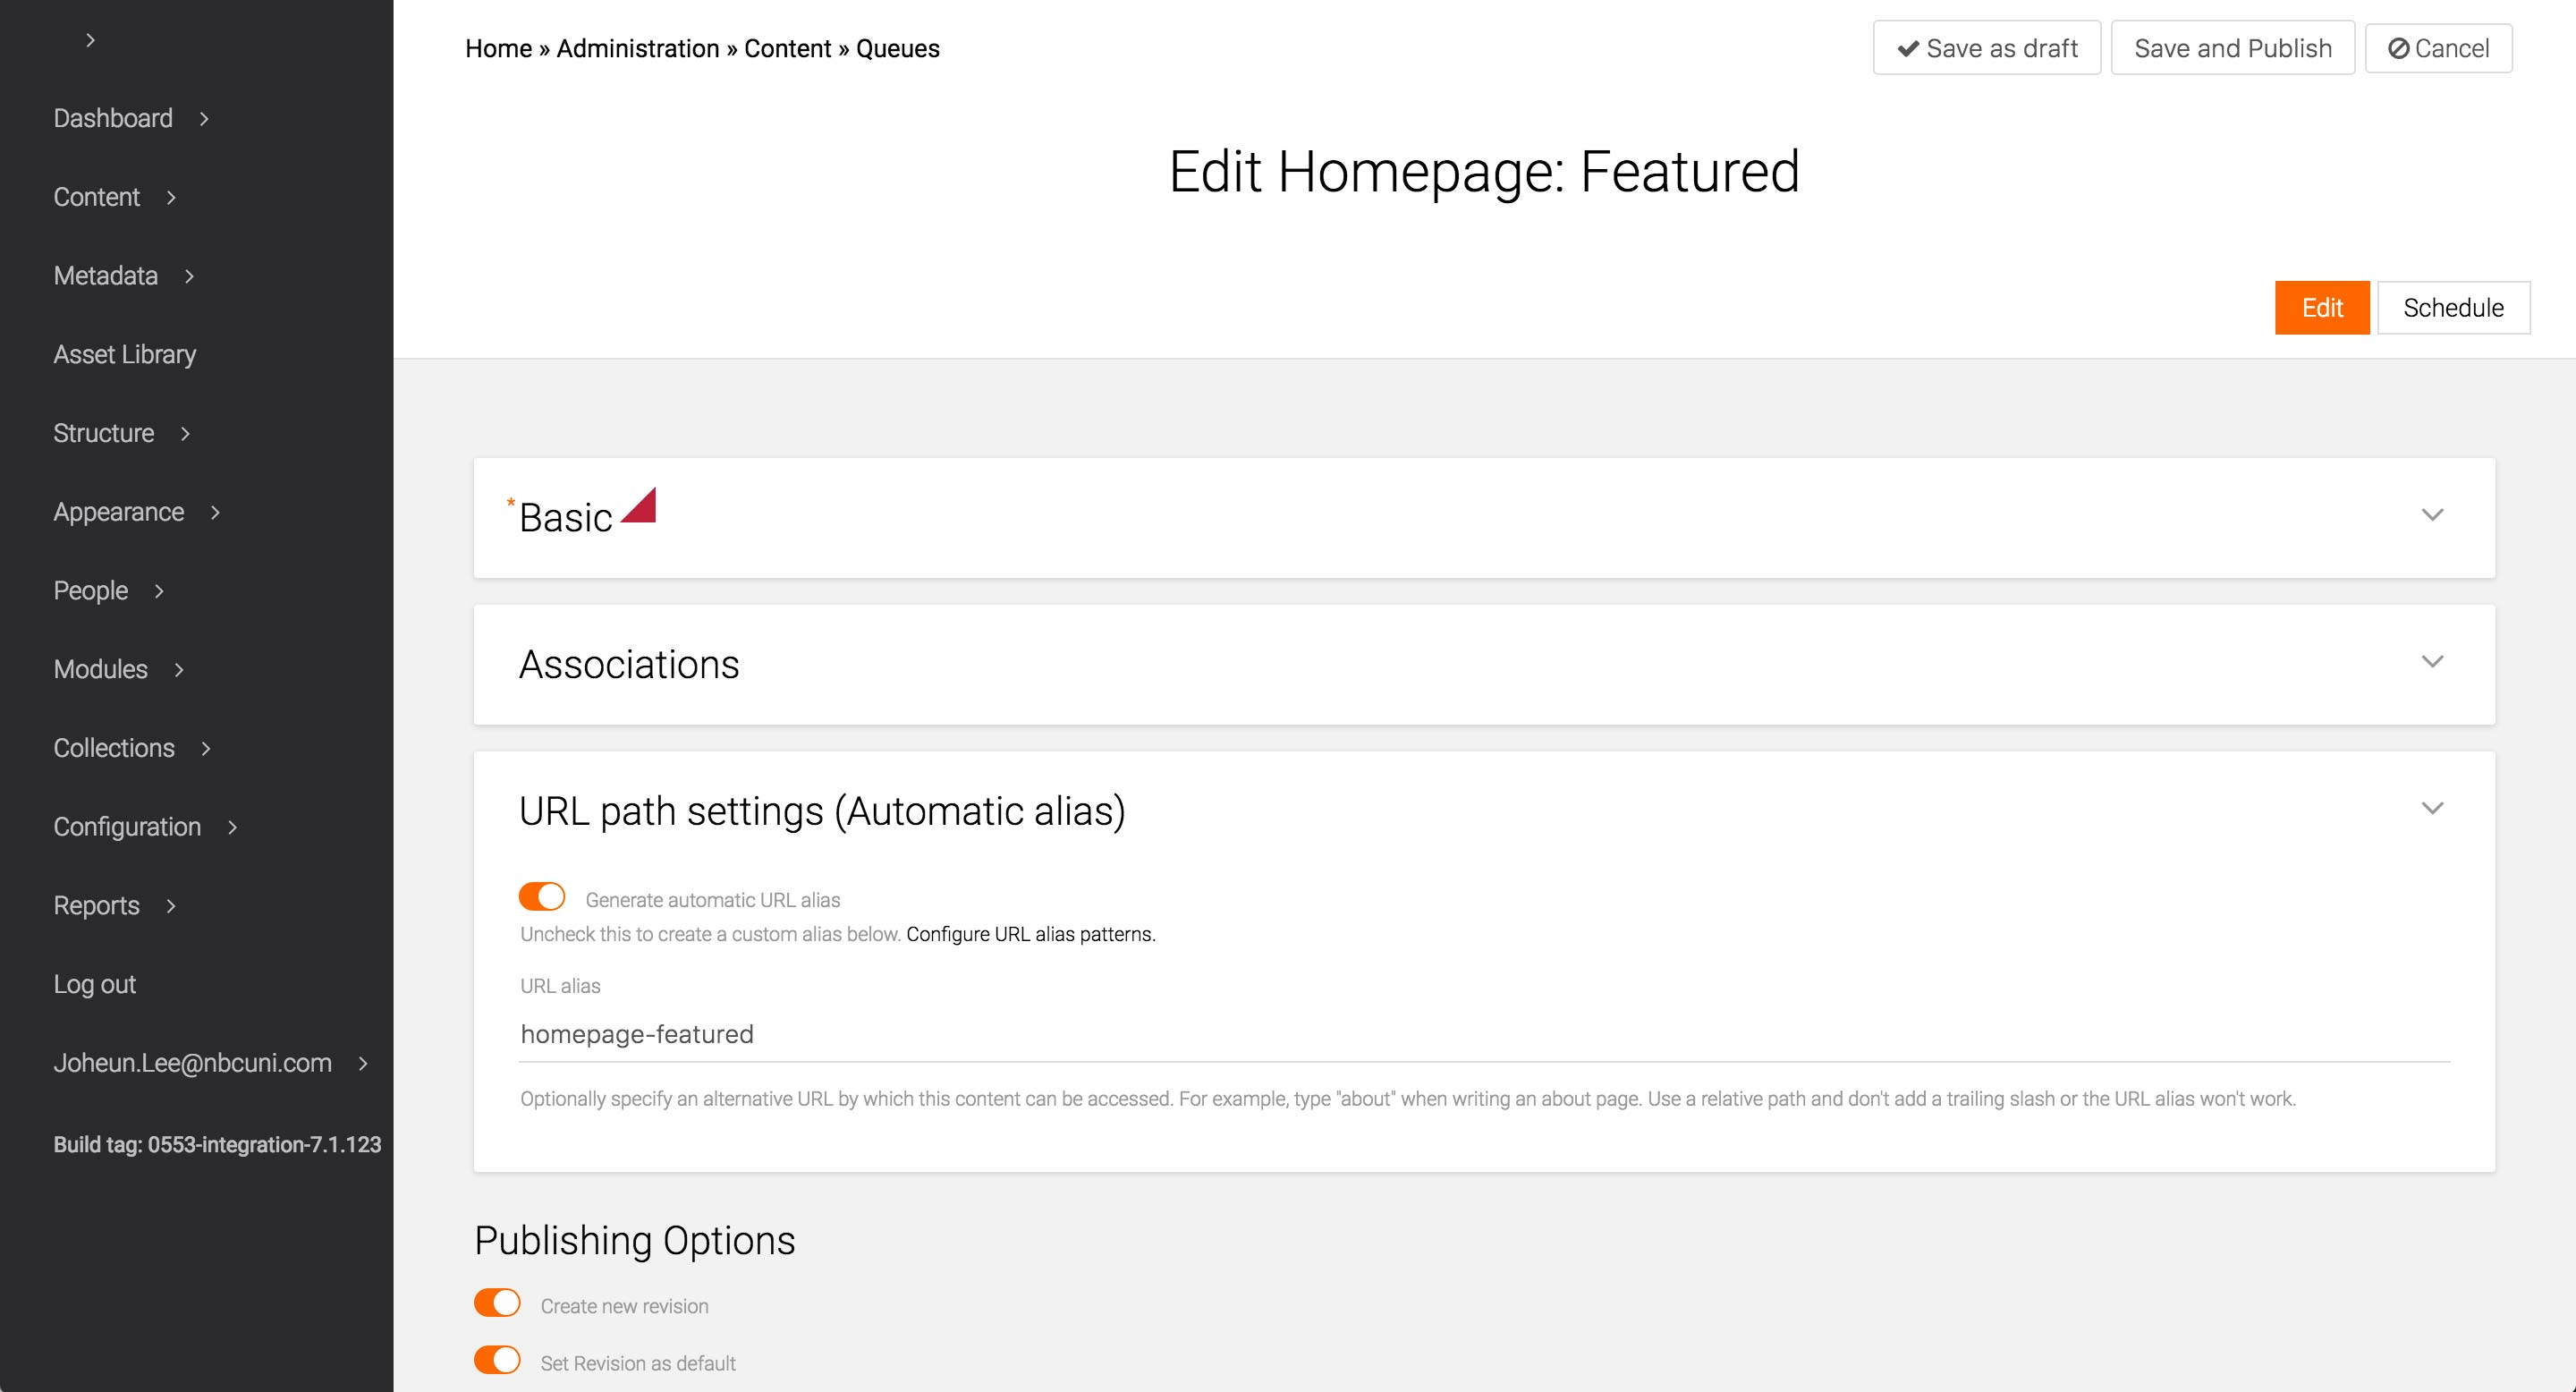 Home » Administration » Content » Queues
Save as draft
Save and Publish
Cancel
Dashboard
Content
Metadata
Asset Library
Structure
Appearance
People
Modules
Collections
Configuration
Reports
Log out
Joheun.Lee@nbcuni.com
Build tag: 0553-integration-7.1.123
Edit Homepage: Featured
Edit
Schedule
* Basic
Associations
URL path settings (Automatic alias)
Generate automatic URL alias
Uncheck this to create a custom alias below. Configure URL alias patterns.
URL alias
homepage-featured
Optionally specify an alternative URL by which this content can be accessed. For example, type "about" when writing an about page. Use a relative path and don't add a trailing slash or the URL alias won't work.
Publishing Options
Create new revision
Set Revision as default